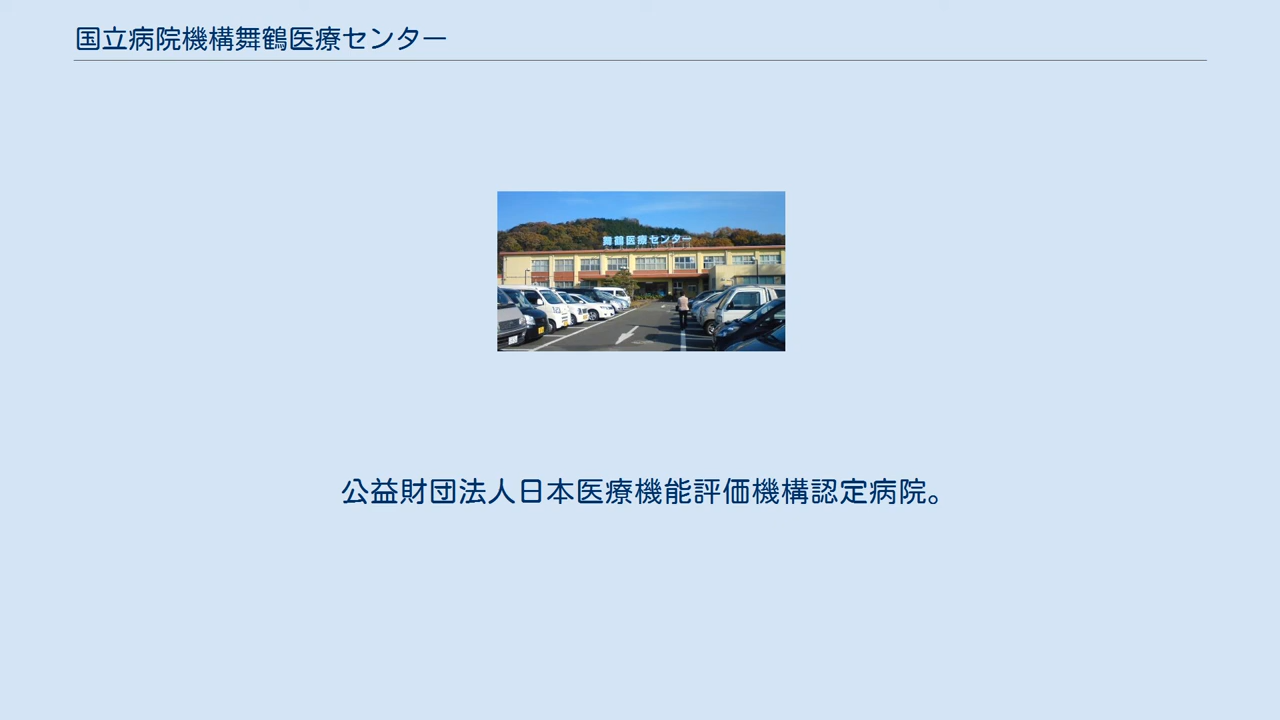 国立病院機構舞鶴医療センター
舞鶴医療センター
公益財団法人日本医療機能評価機構認定病院。